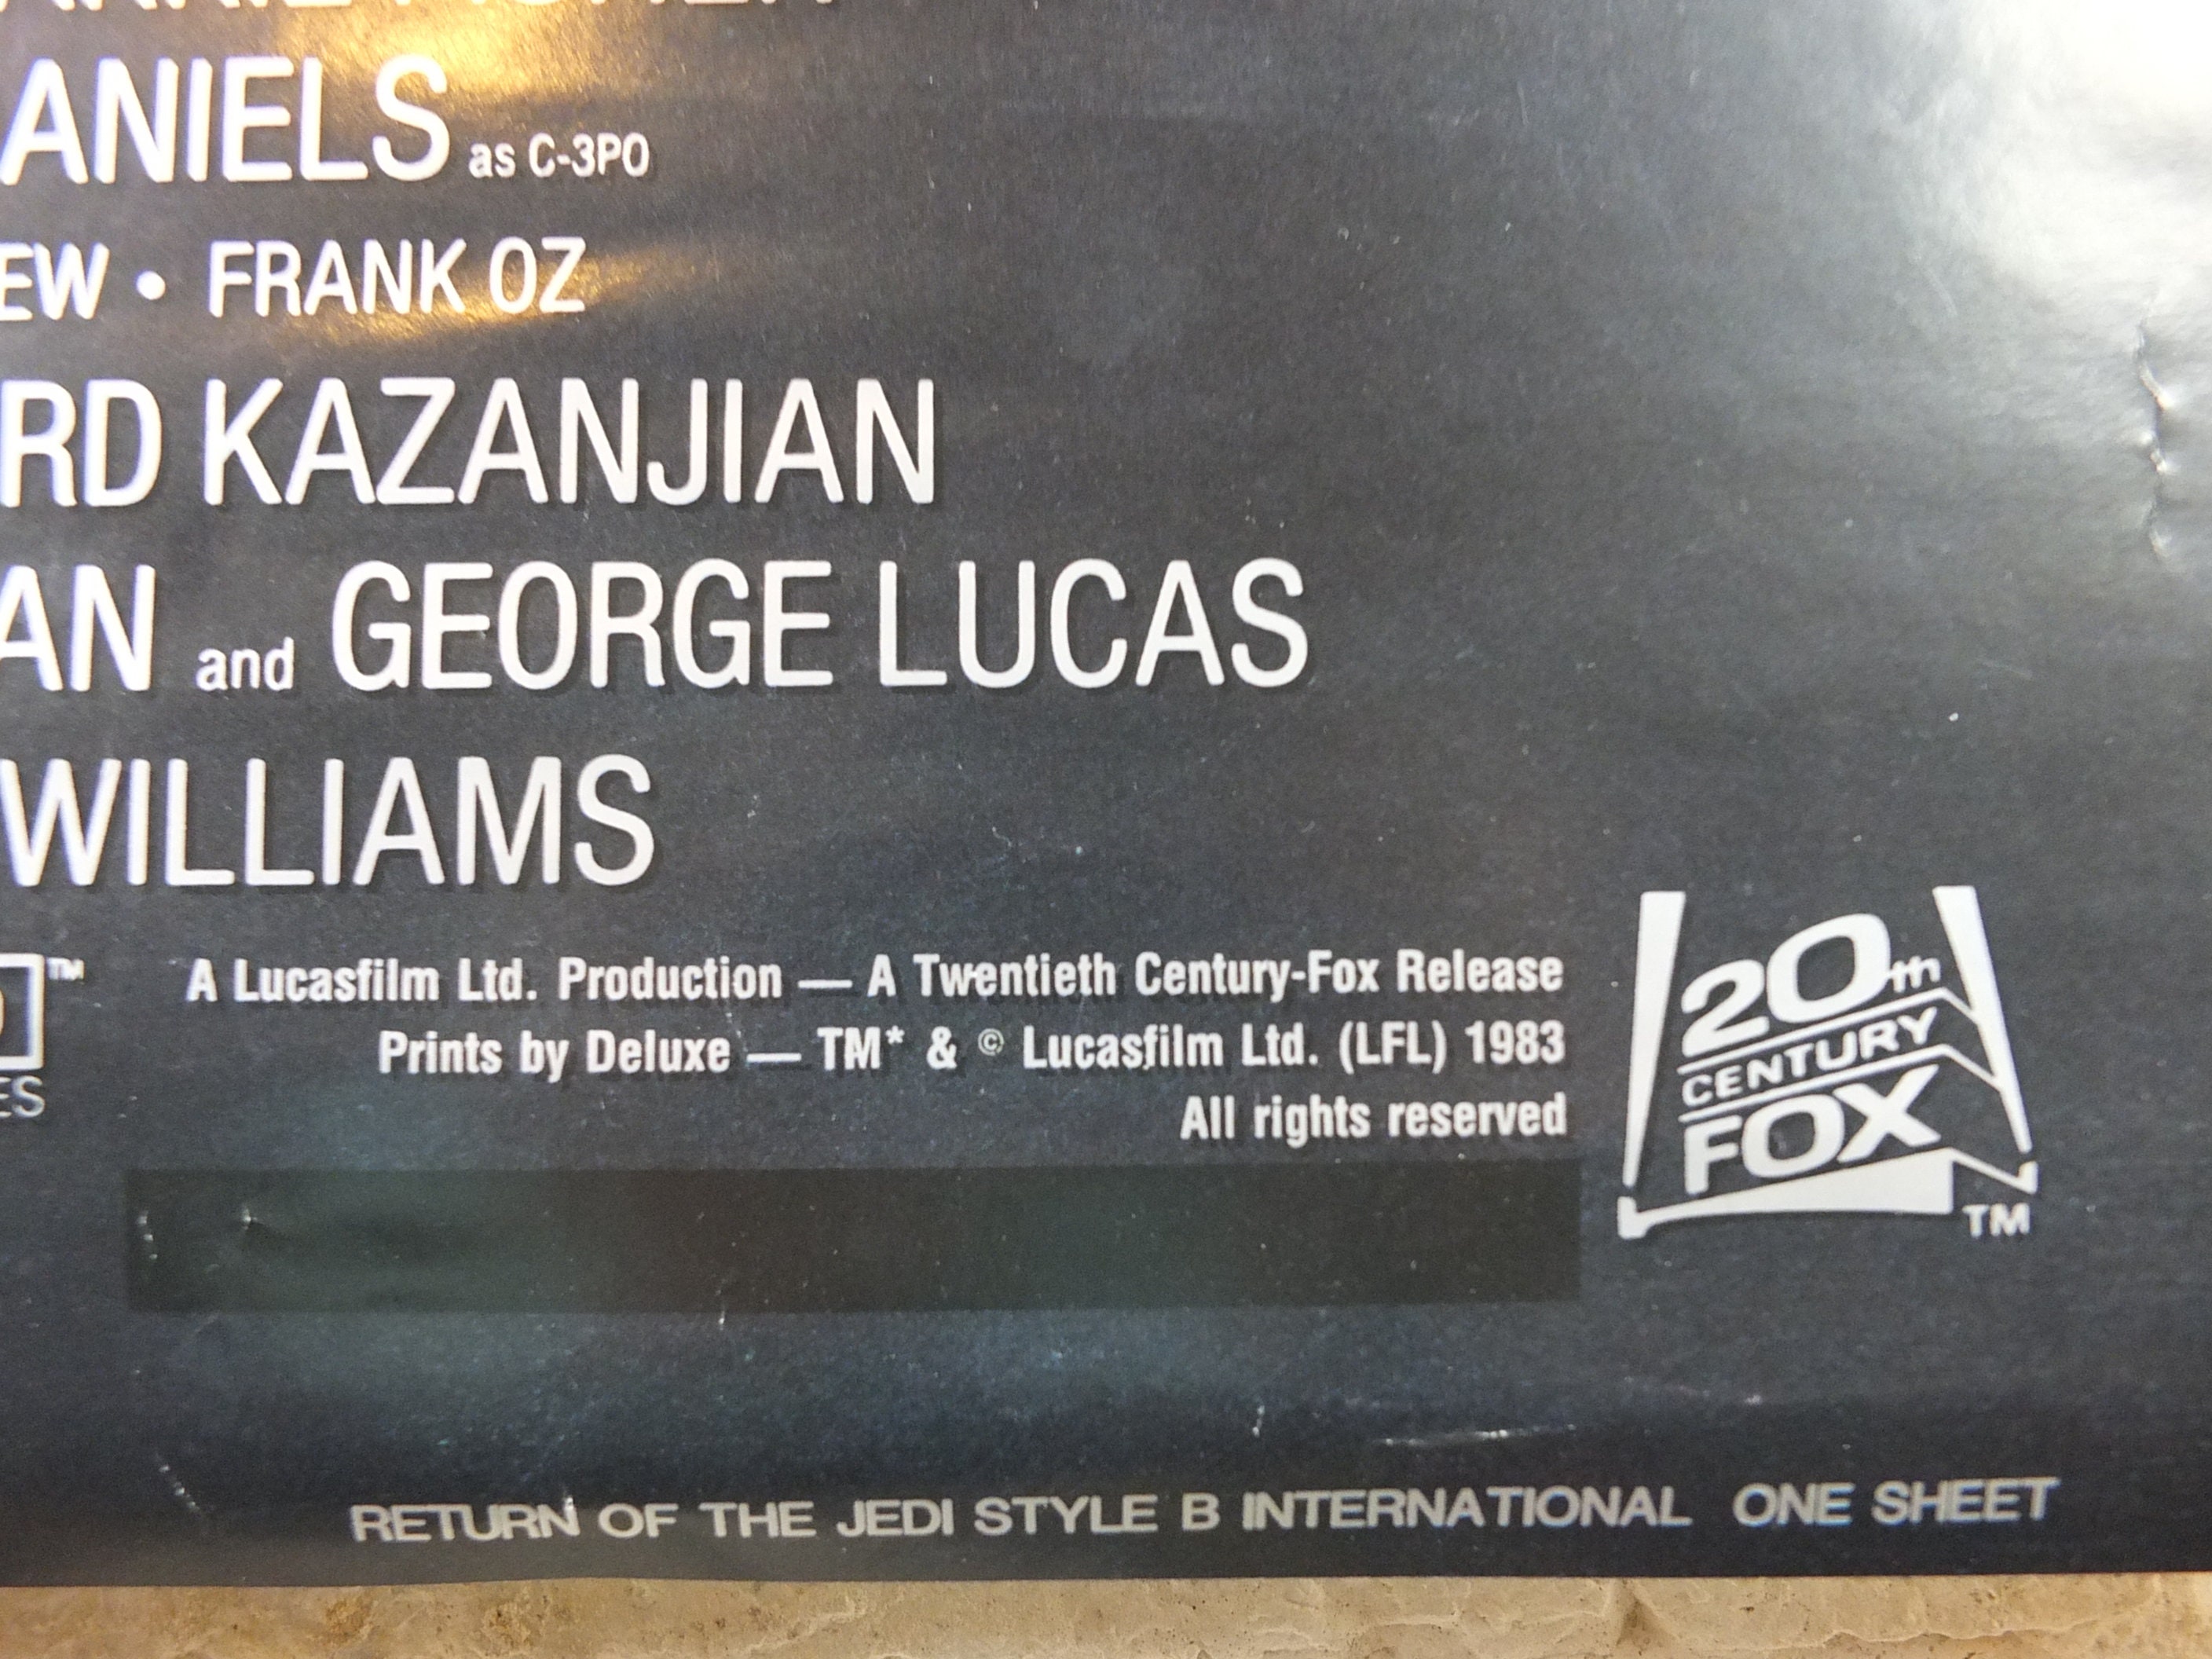 ANIELS as C-3PO
EW • FRANK OZ
RD KAZANJIAN
AN and GEORGE LUCAS
WILLIAMS
TM
ES
A Lucasfilm Ltd. Production — A Twentieth Century-Fox Release
Prints by Deluxe — TM* & © Lucasfilm Ltd. (LFL) 1983
All rights reserved
20th
CENTURY
FOX
TM
RETURN OF THE JEDI STYLE B INTERNATIONAL ONE SHEET